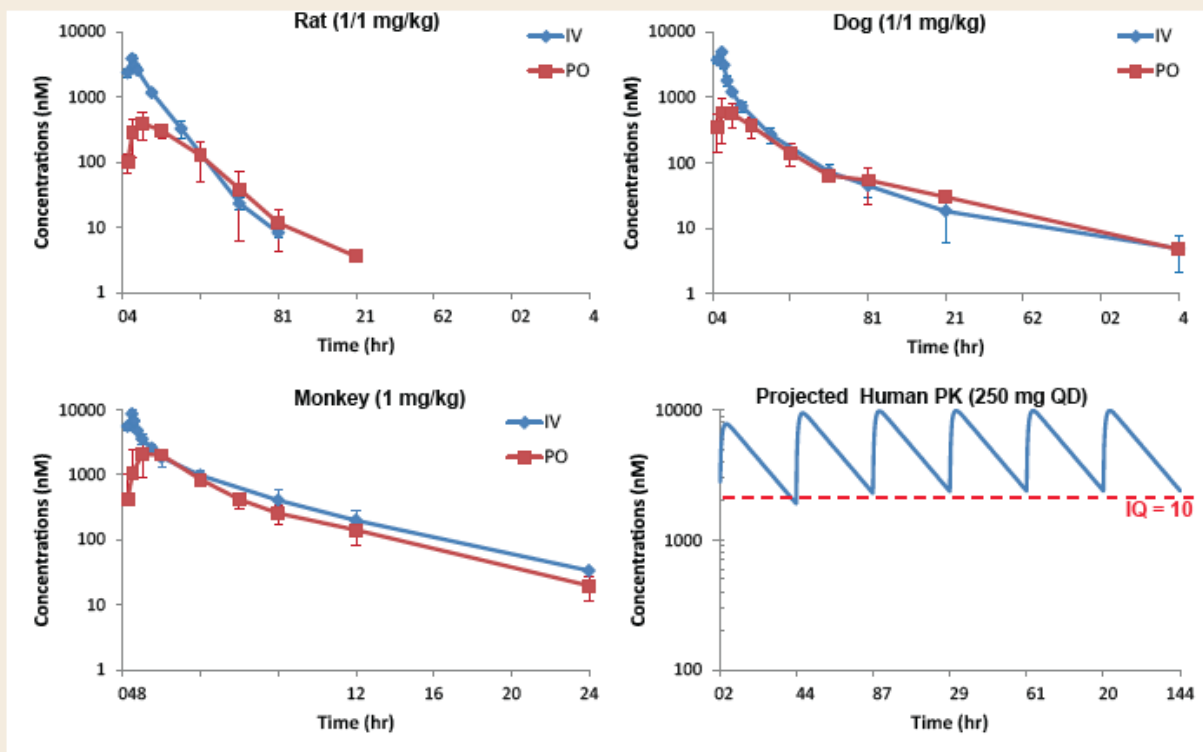 Rat (1/1 mg/kg)
10000
1000
100
10
1
Concentrations (nM)
IV
PO
04
81
21
62
02
4
Time (hr)
Dog (1/1 mg/kg)
10000
1000
100
10
1
Concentrations (nM)
IV
PO
04
81
21
62
02
4
Time (hr)
Monkey (1 mg/kg)
10000
1000
100
10
1
Concentrations (nM)
IV
PO
048
12
16
20
24
Time (hr)
Projected Human PK (250 mg QD)
10000
1000
100
Concentrations (nM)
IQ = 10
02
44
87
29
61
20
144
Time (hr)